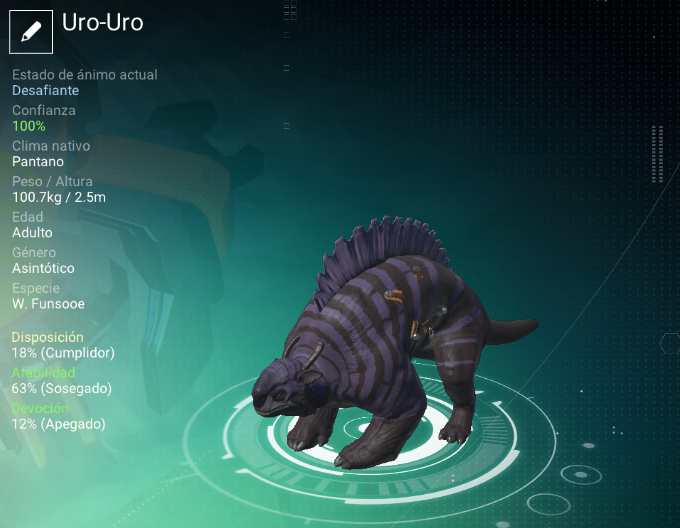 Uro-Uro
Estado de ánimo actual
Desafiante
Confianza
100%
Clima nativo
Pantano
Peso / Altura
100.7kg / 2.5m
Edad
Adulto
Género
Asintótico
Especie
W. Funsooe
Disposición
18% (Cumplidor)
Afabilidad
63% (Sosegado)
Devoción
12% (Apegado)